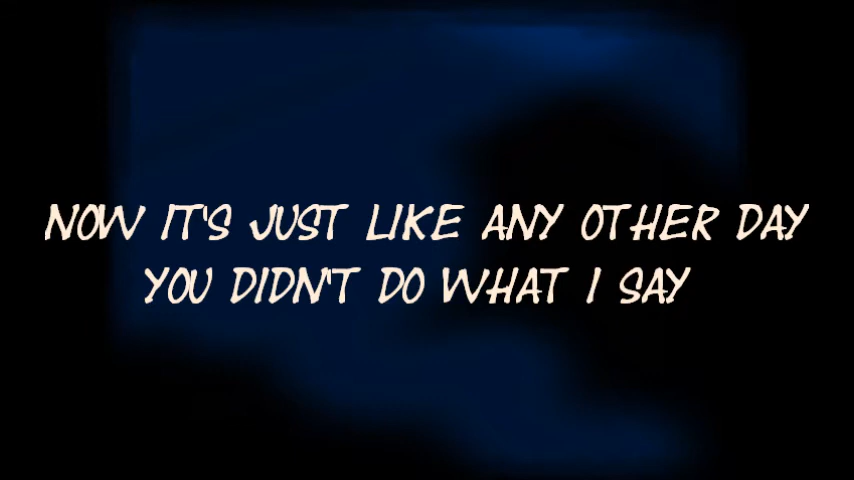 NOW IT'S JUST LIKE ANY OTHER DAY
YOU DIDN'T DO WHAT I SAY